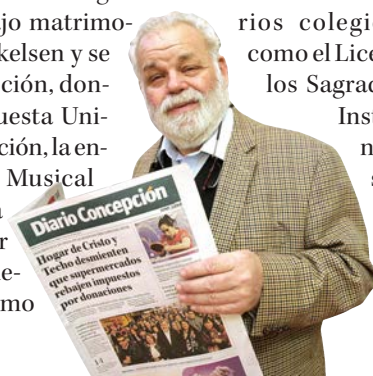 ajo matrimo-
kelsen y se
ción, don-
uesta Uni-
ción, la en-
Musical
a
r
e-
mo
rios colegi
como el Lice
los Sagrad
Inst
n
s
Diario Concepción
Hogar de Cristo y
Techo desmienten
que supermercados
rebajen impuestos
por donaciones